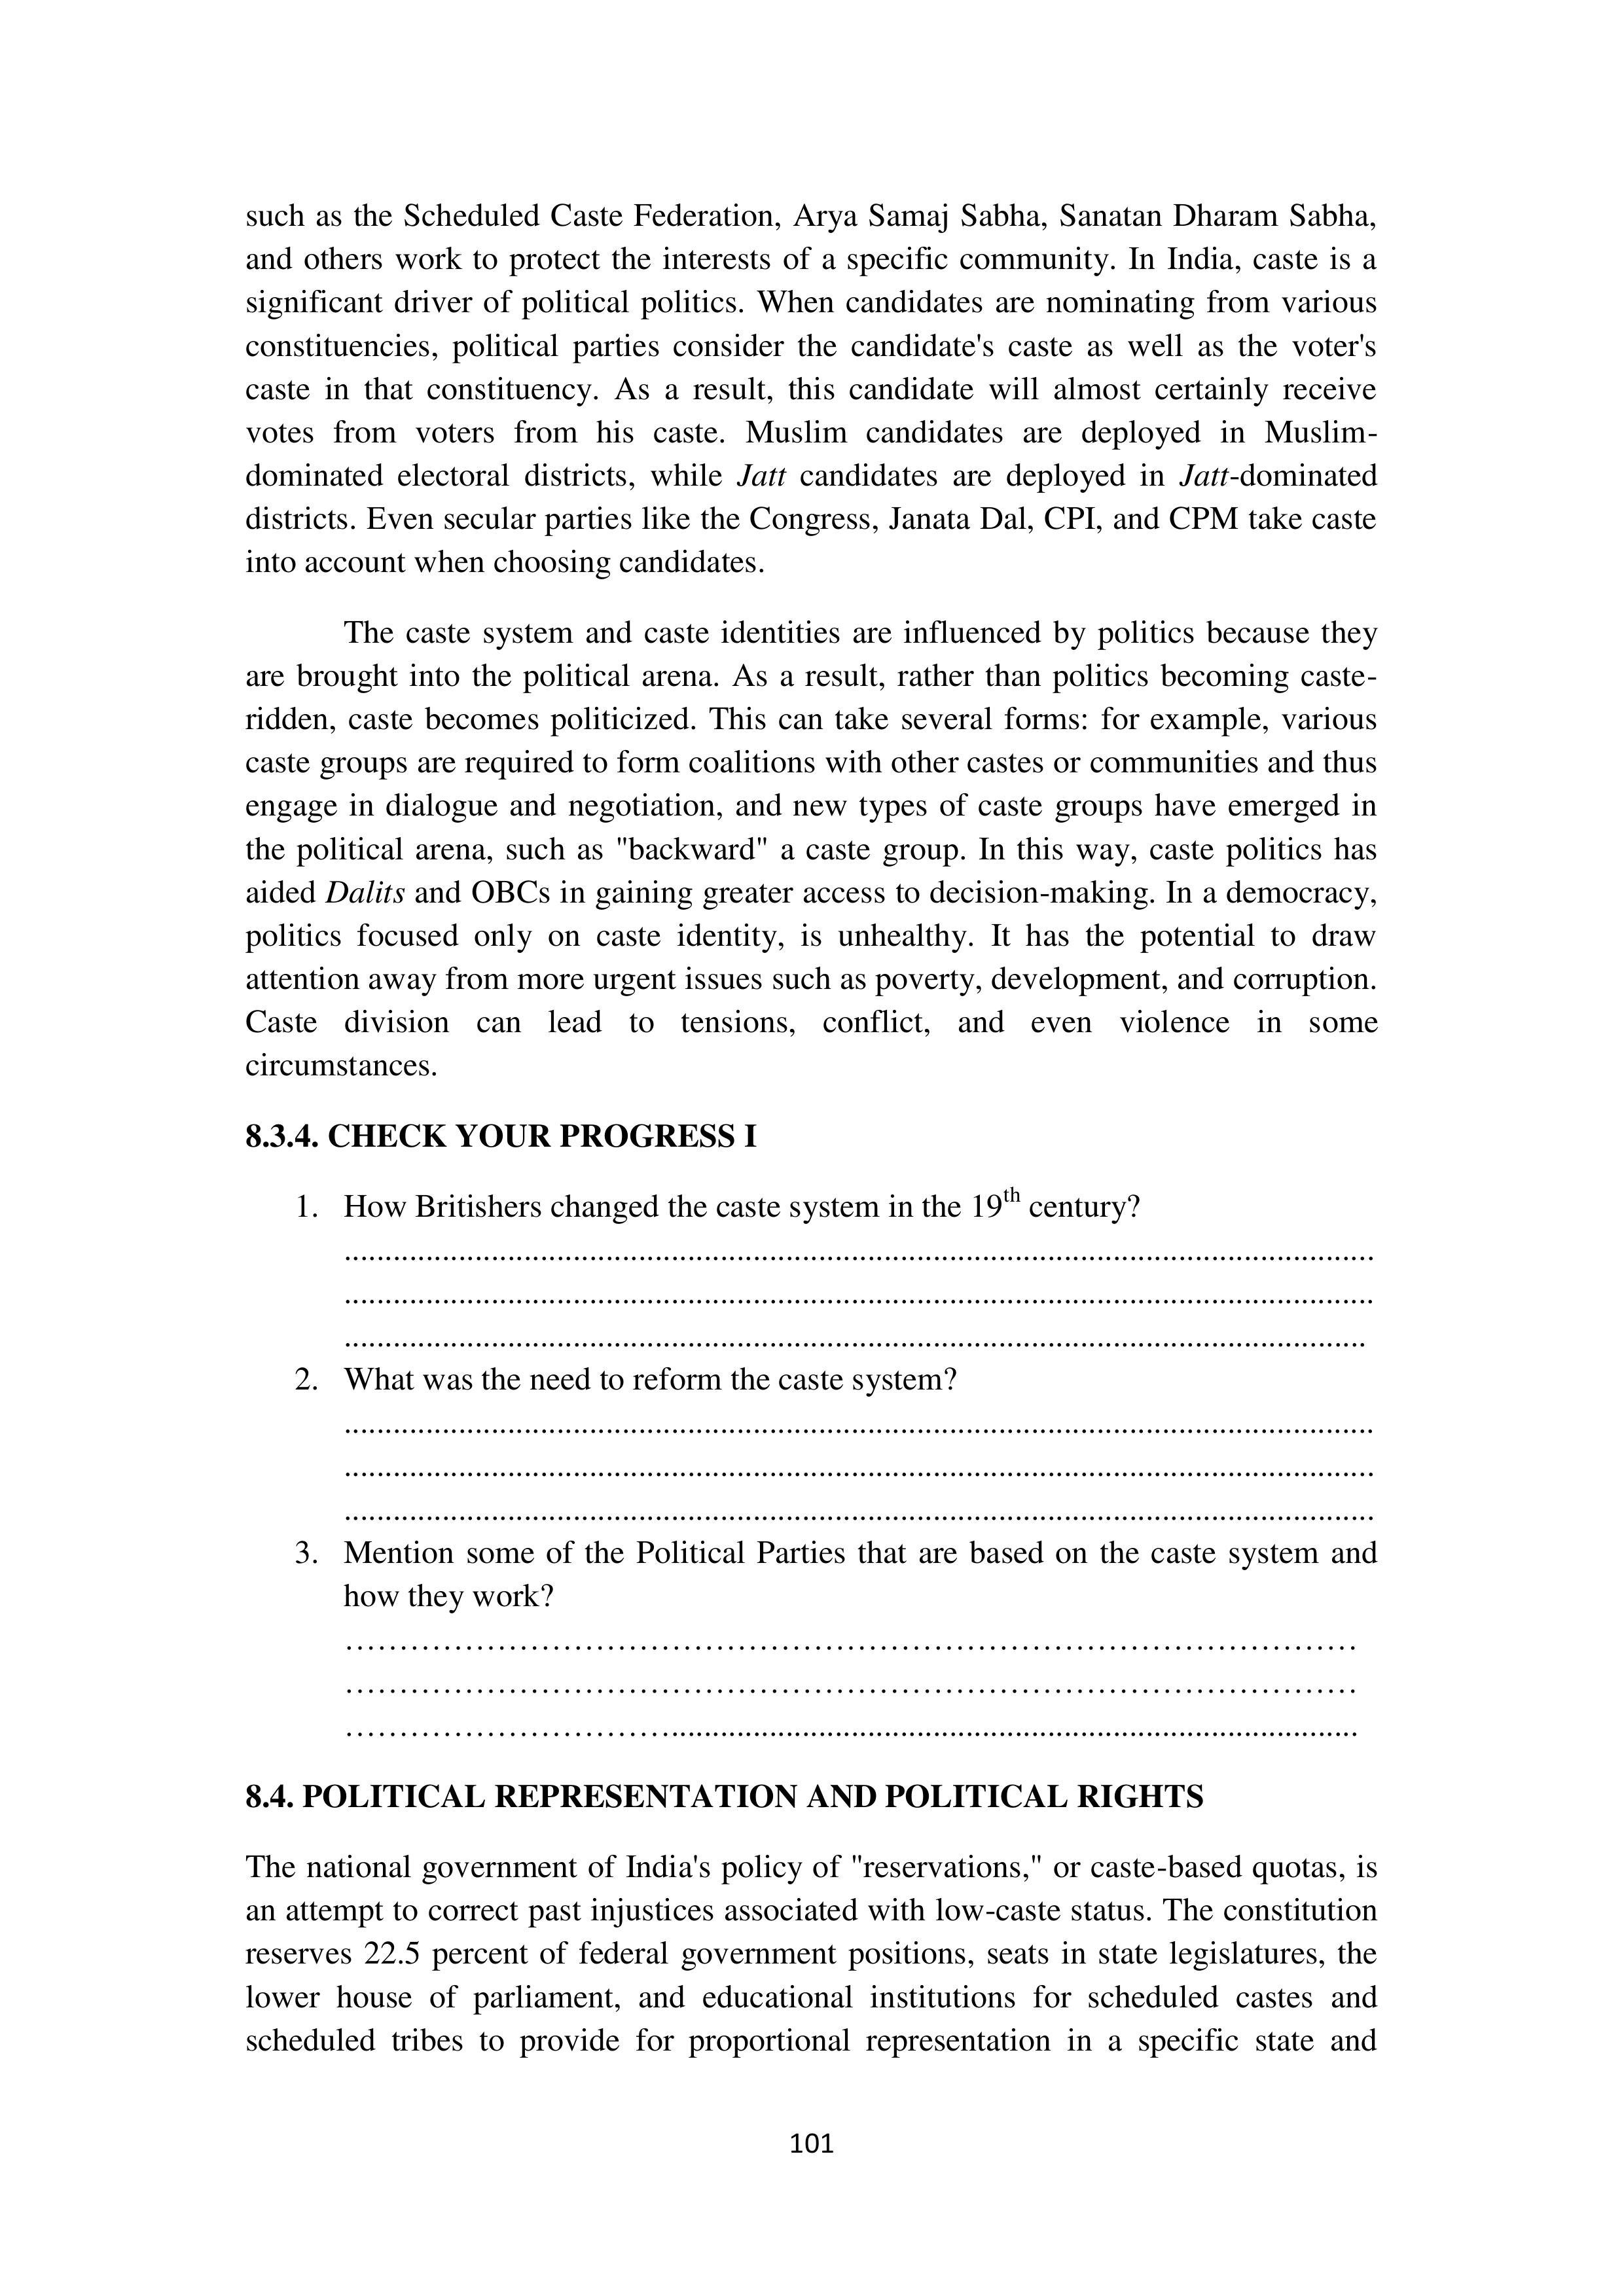 such as the Scheduled Caste Federation, Arya Samaj Sabha, Sanatan Dharam Sabha,
and others work to protect the interests of a specific community. In India, caste is a
significant driver of political politics. When candidates are nominating from various
constituencies, political parties consider the candidate's caste as well as the voter's
caste in that constituency. As a result, this candidate will almost certainly receive
votes from voters from his caste. Muslim candidates are deployed in Muslim-
dominated electoral districts, while Jatt candidates are deployed in Jatt-dominated
districts. Even secular parties like the Congress, Janata Dal, CPI, and CPM take caste
into account when choosing candidates.
The caste system and caste identities are influenced by politics because they
are brought into the political arena. As a result, rather than politics becoming caste-
ridden, caste becomes politicized. This can take several forms: for example, various
caste groups are required to form coalitions with other castes or communities and thus
engage in dialogue and negotiation, and new types of caste groups have emerged in
the political arena, such as "backward" a caste group. In this way, caste politics has
aided Dalits and OBCs in gaining greater access to decision-making. In a democracy,
politics focused only on caste identity, is unhealthy. It has the potential to draw
attention away from more urgent issues such as poverty, development, and corruption.
Caste division can lead to tensions, conflict, and even violence in some
circumstances.
8.3.4. CHECK YOUR PROGRESS I
1. How Britishers changed the caste system in the 19th century?
..............................................................................................................................
..............................................................................................................................
.............................................................................................................................
2. What was the need to reform the caste system?
..............................................................................................................................
..............................................................................................................................
..............................................................................................................................
3. Mention some of the Political Parties that are based on the caste system and
how they work?
……………………………………………………………………………………
……………………………………………………………………………………
…………………………....................................................................................
8.4. POLITICAL REPRESENTATION AND POLITICAL RIGHTS
The national government of India's policy of "reservations," or caste-based quotas, is
an attempt to correct past injustices associated with low-caste status. The constitution
reserves 22.5 percent of federal government positions, seats in state legislatures, the
lower house of parliament, and educational institutions for scheduled castes and
scheduled tribes to provide for proportional representation in a specific state and
101